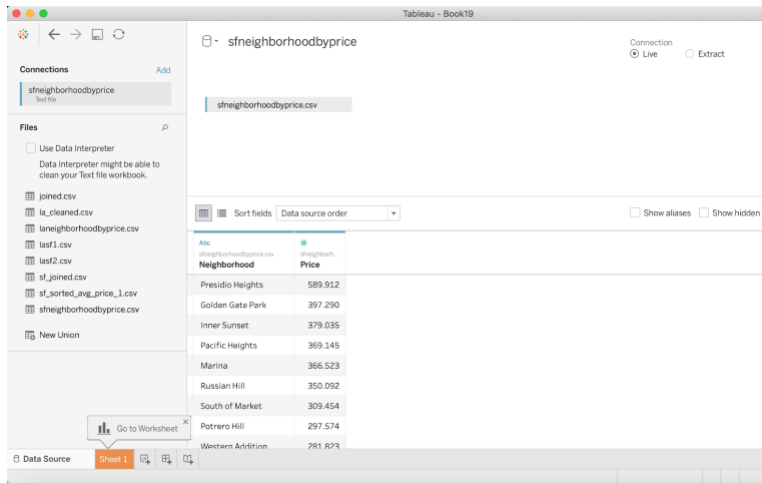 Tableau - Book19
Connections Add
sfneighborhoodbyprice
Text file
Files
Use Data Interpreter
Data Interpreter might be able to
clean your Text file workbook.
joined.csv
la_cleaned.csv
laneighborhoodbyprice.csv
lasf1.csv
lasf2.csv
sf_joined.csv
sf_sorted_avg_price_1.csv
sfneighborhoodbyprice.csv
New Union
sfneighborhoodbyprice
Connection
Live Extract
sfneighborhoodbyprice.csv
Sort fields Data source order Show aliases Show hidden
Abc
sfneighborhoodbyprice.csv sfneighborh...
Neighborhood Price
Presidio Heights 589.912
Golden Gate Park 397.290
Inner Sunset 379.035
Pacific Heights 369.145
Marina 366.523
Russian Hill 350.092
South of Market 309.454
Potrero Hill 297.574
Western Addition 281.823
Go to Worksheet
Data Source Sheet 1